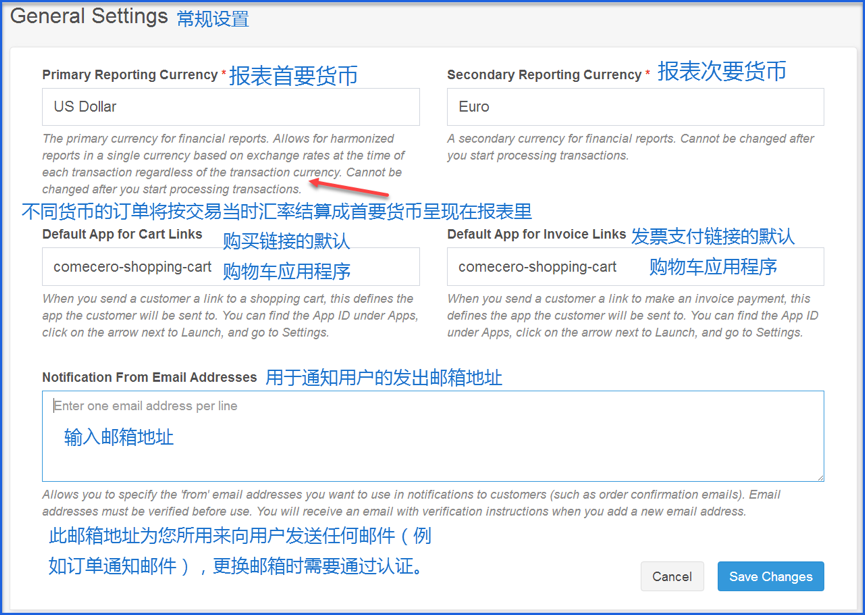 General Settings 常规设置
Primary Reporting Currency * 报表首要货币
US Dollar
The primary currency for financial reports. Allows for harmonized
reports in a single currency based on exchange rates at the time of
each transaction regardless of the transaction currency. Cannot be
changed after you start processing transactions.
Secondary Reporting Currency * 报表次要货币
Euro
A secondary currency for financial reports. Cannot be changed after
you start processing transactions.
不同货币的订单将按交易当时汇率结算成首要货币呈现在报表里
Default App for Cart Links 购买链接的默认
comecero-shopping-cart 购物车应用程序
When you send a customer a link to a shopping cart, this defines the
app the customer will be sent to. You can find the App ID under Apps,
click on the arrow next to Launch, and go to Settings.
Default App for Invoice Links 发票支付链接的默认
comecero-shopping-cart 购物车应用程序
When you send a customer a link to make an invoice payment, this
defines the app the customer will be sent to. You can find the App ID
under Apps, click on the arrow next to Launch, and go to Settings.
Notification From Email Addresses 用于通知用户的发出邮箱地址
Enter one email address per line
输入邮箱地址
Allows you to specify the 'from' email addresses you want to use in notifications to customers (such as order confirmation emails). Email
addresses must be verified before use. You will receive an email with verification instructions when you add a new email address.
此邮箱地址为您所用来向用户发送任何邮件（例
如订单通知邮件），更换邮箱时需要通过认证。
Cancel
Save Changes